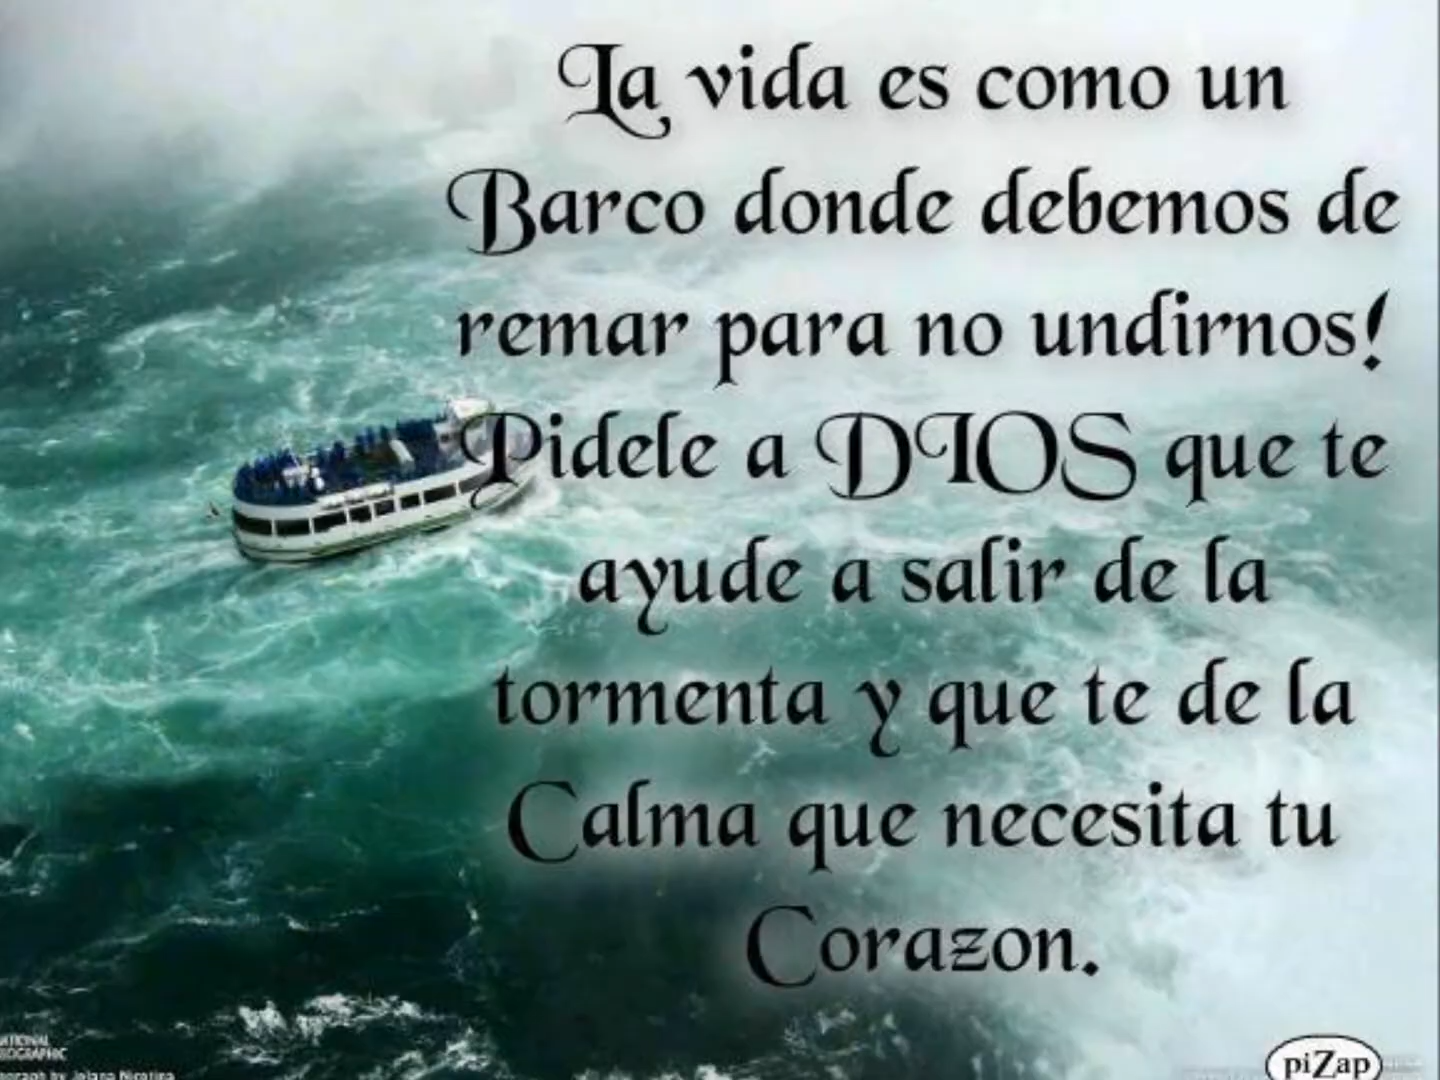 La vida es como un
Barco donde debemos de
remar para no undirnos!
Pidele a DIOS que te
ayude a salir de la
tormenta y que te de la
Calma que necesita tu
Corazon.
piZap